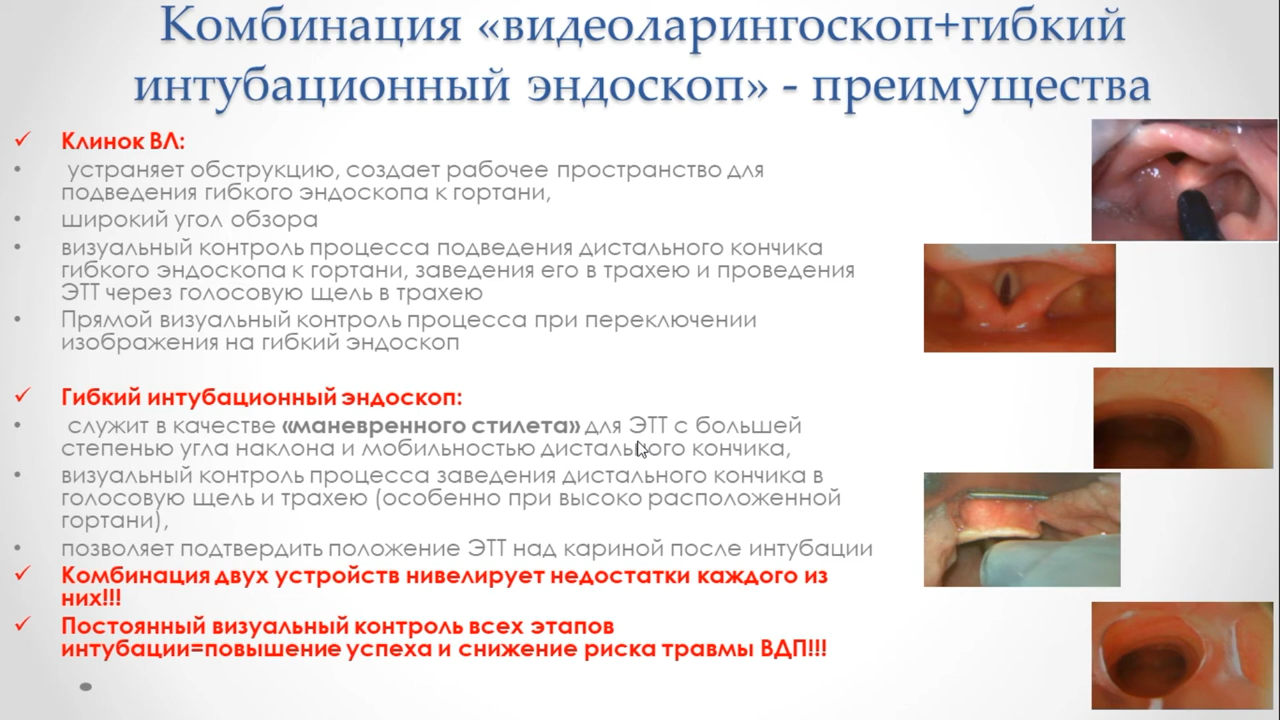 Комбинация «видеоларингоскоп+гибкий
интубационный эндоскоп» - преимущества
✓ Клинок ВЛ:
• устраняет обструкцию, создает рабочее пространство для
подведения гибкого эндоскопа к гортани,
• широкий угол обзора
• визуальный контроль процесса подведения дистального кончика
гибкого эндоскопа к гортани, заведения его в трахею и проведения
ЭТТ через голосовую щель в трахею
• Прямой визуальный контроль процесса при переключении
изображения на гибкий эндоскоп
✓ Гибкий интубационный эндоскоп:
• служит в качестве «маневренного стилета» для ЭТТ с большей
степенью угла наклона и мобильностью дистального кончика,
• визуальный контроль процесса заведения дистального кончика в
голосовую щель и трахею (особенно при высоко расположенной
гортани),
• позволяет подтвердить положение ЭТТ над кариной после интубации
✓ Комбинация двух устройств нивелирует недостатки каждого из
них!!!
✓ Постоянный визуальный контроль всех этапов
интубации=повышение успеха и снижение риска травмы ВДП!!!